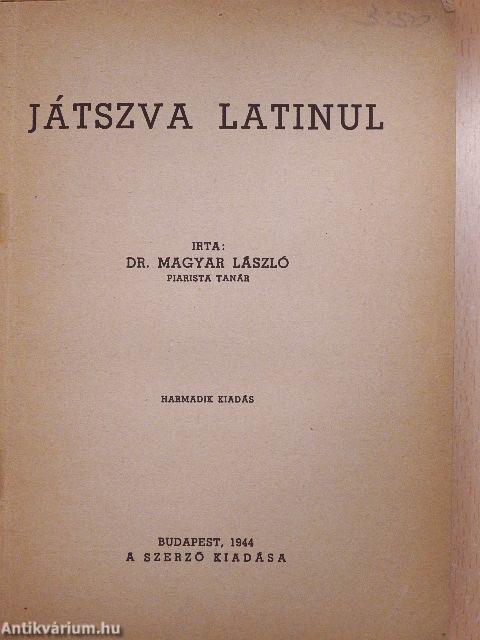 JÁTSZVA LATINUL
IRTA:
DR. MAGYAR LÁSZLÓ
PIARISTA TANÁR
HARMADIK KIADÁS
BUDAPEST, 1944
A SZERZŐ KIADÁSA
Antikvárium.hu